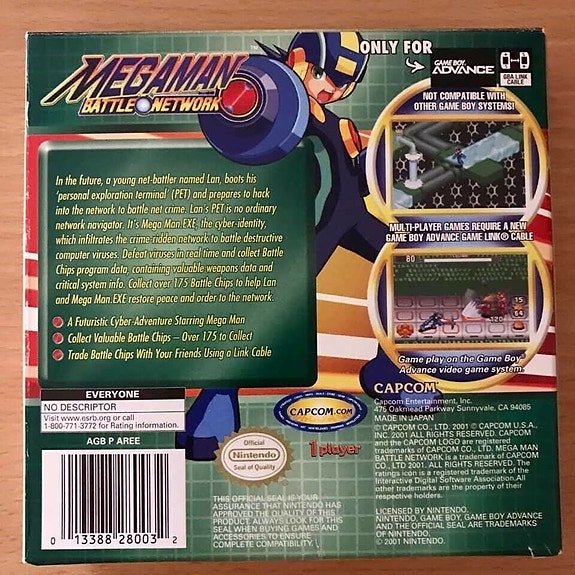 MEGAMAN
BATTLE NETWORK
ONLY FOR
GAME BOY ADVANCE
GBA LINK
CABLE
NOT COMPATIBLE WITH
OTHER GAME BOY SYSTEMS!
In the future, a young net-battler named Lan, boots his
'personal exploration terminal' (PET) and prepares to hack
into the network to battle net crime. Lan's PET is no ordinary
network navigator. It's Mega Man.EXE, the cyber-identity,
which infiltrates the crime ridden network to battle destructive
computer viruses. Defeat viruses in real time and collect Battle
Chips program data, containing valuable weapons data and
critical system info. Collect over 175 Battle Chips to help Lan
and Mega Man.EXE restore peace and order to the network.
A Futuristic Cyber-Adventure Starring Mega Man
Collect Valuable Battle Chips – Over 175 to Collect
Trade Battle Chips With Your Friends Using a Link Cable
MULTI-PLAYER GAMES REQUIRE A NEW
GAME BOY ADVANCE GAME LINK® CABLE
80
15
64
120
Game play on the Game Boy
Advance video game system.
EVERYONE
NO DESCRIPTOR
Visit www.esrb.org or call
1-800-771-3772 for Rating information.
AGB P AREE
0 13388 28003 2
CAPCOM.COM
Official
Nintendo
Seal of Quality
1 player
THIS OFFICIAL SEAL IS YOUR
ASSURANCE THAT NINTENDO HAS
APPROVED THE QUALITY OF THIS
PRODUCT. ALWAYS LOOK FOR THIS
SEAL WHEN BUYING GAMES AND
ACCESSORIES TO ENSURE
COMPLETE COMPATIBILITY.
CAPCOM
Capcom Entertainment, Inc.
475 Oakmead Parkway Sunnyvale, CA 94085
MADE IN JAPAN
© CAPCOM CO., LTD. 2001 © CAPCOM U.S.A.,
INC. 2001 ALL RIGHTS RESERVED. CAPCOM
and the CAPCOM LOGO are registered
trademarks of CAPCOM CO., LTD. MEGA MAN
BATTLE NETWORK is a trademark of CAPCOM
CO., LTD 2001. ALL RIGHTS RESERVED. The
ratings icon is a registered trademark of the
Interactive Digital Software Association.All
other trademarks are the property of their
respective holders.
LICENSED BY NINTENDO.
NINTENDO, GAME BOY, GAME BOY ADVANCE
AND THE OFFICIAL SEAL ARE TRADEMARKS
OF NINTENDO.
© 2001 NINTENDO.